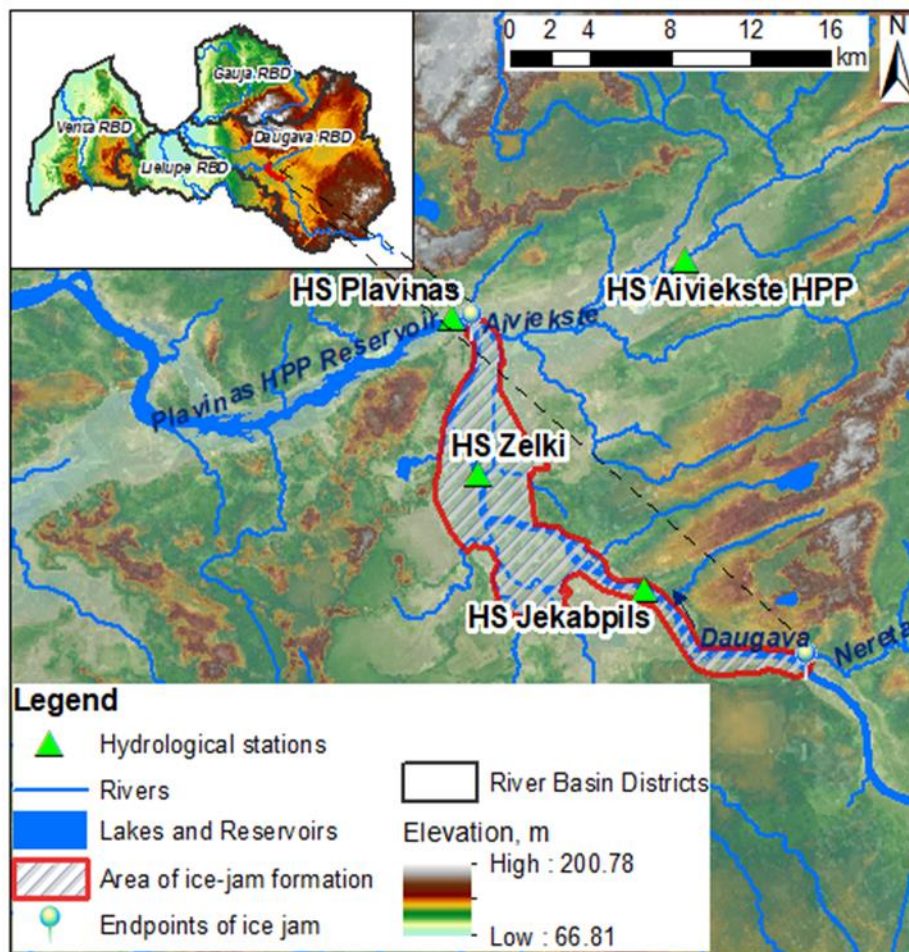 0 2 4 8 12 16
km
N
Gauja RBD
Venta RBD
Daugava RBD
Lielupe RBD
HS Plavinas
HS Aiviekste HPP
Aiviekste
Plavinas HPP Reservoir
HS Zelki
HS Jekabpils
Daugava
Nereta
Legend
Hydrological stations
Rivers
Lakes and Reservoirs
Area of ice-jam formation
Endpoints of ice jam
River Basin Districts
Elevation, m
High : 200.78
Low : 66.81